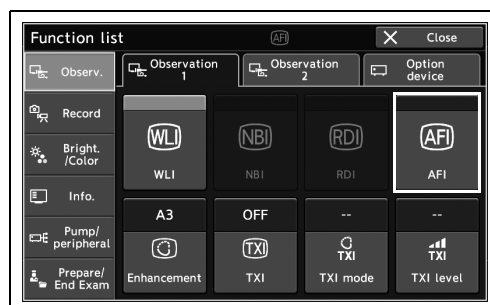 Function list
AFI
Close
Observ.
Observation 1
Observation 2
Option device
Record
Bright. /Color
Info.
Pump/ peripheral
Prepare/ End Exam
WLI
WLI
NBI
NBI
RDI
RDI
AFI
AFI
A3
OFF
--
--
Enhancement
TXI
TXI
TXI
TXI mode
TXI
TXI level